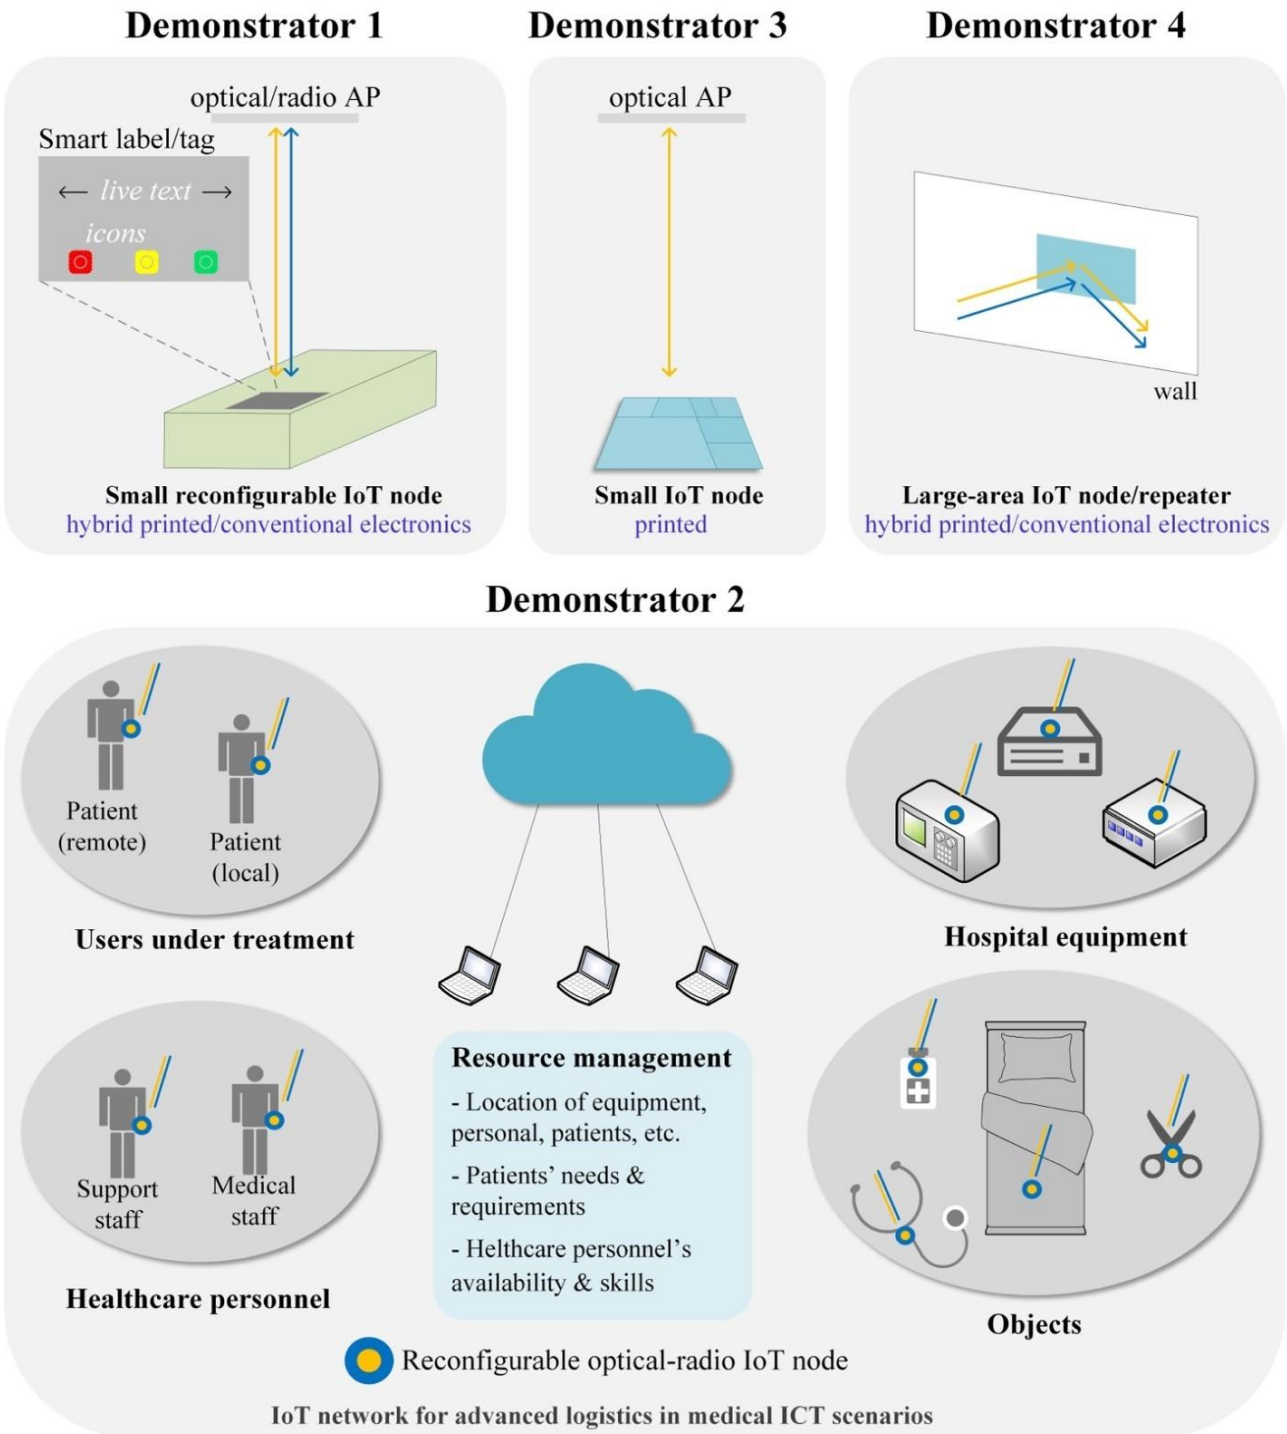 Demonstrator 1
optical/radio AP
Smart label/tag
live text
icons
Small reconfigurable IoT node
hybrid printed/conventional electronics
Demonstrator 3
optical AP
Small IoT node
printed
Demonstrator 4
wall
Large-area IoT node/repeater
hybrid printed/conventional electronics
Demonstrator 2
Patient
(remote)
Patient
(local)
Users under treatment
Support
staff
Medical
staff
Healthcare personnel
Resource management
- Location of equipment,
personal, patients, etc.
- Patients’ needs &
requirements
- Helthcare personnel’s
availability & skills
Hospital equipment
Objects
Reconfigurable optical-radio IoT node
IoT network for advanced logistics in medical ICT scenarios